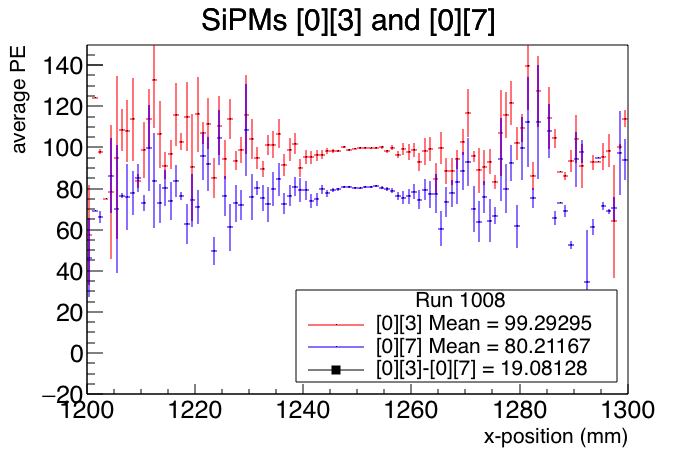 SiPMs [0][3] and [0][7]
average PE
140
120
100
80
60
40
20
0
−20
Run 1008
[0][3] Mean = 99.29295
[0][7] Mean = 80.21167
[0][3]-[0][7] = 19.08128
1200 1220 1240 1260 1280 1300
x-position (mm)